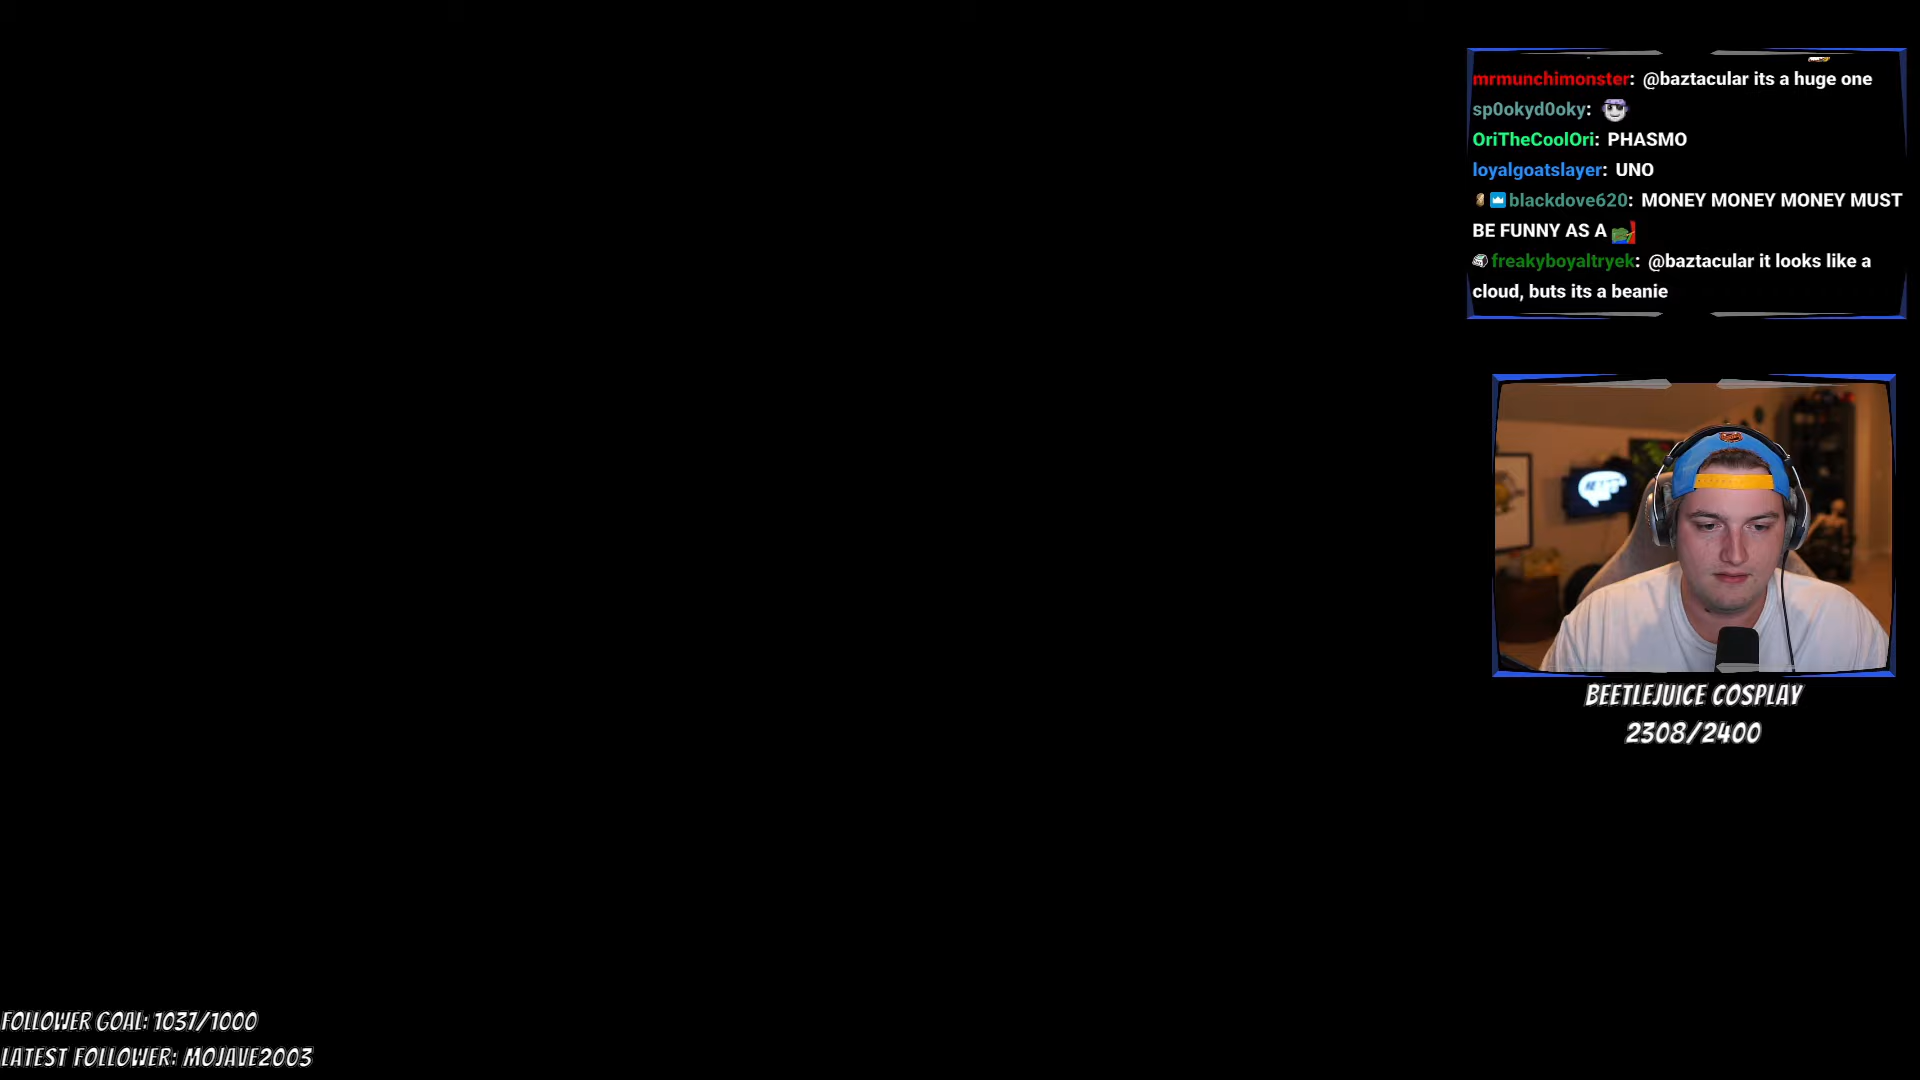 mrmunchimonster: @baztacular its a huge one
sp0okyd0oky:
OriTheCoolOri: PHASMO
loyalgoatslayer: UNO
blackdove620: MONEY MONEY MONEY MUST
BE FUNNY AS A
freakyboyaltryek: @baztacular it looks like a
cloud, buts its a beanie
BEETLEJUICE COSPLAY
2308/2400
FOLLOWER GOAL: 1037/1000
LATEST FOLLOWER: MOJAVE2003